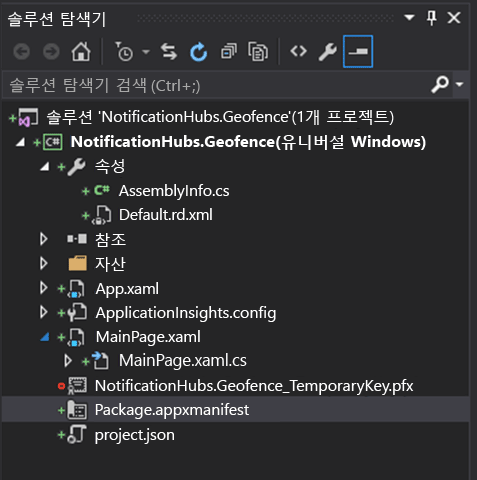 솔루션 탐색기
솔루션 탐색기 검색(Ctrl+;)
솔루션 'NotificationHubs.Geofence'(1개 프로젝트)
C# NotificationHubs.Geofence(유니버설 Windows)
속성
C# AssemblyInfo.cs
Default.rd.xml
참조
자산
App.xaml
ApplicationInsights.config
MainPage.xaml
MainPage.xaml.cs
NotificationHubs.Geofence_TemporaryKey.pfx
Package.appxmanifest
project.json